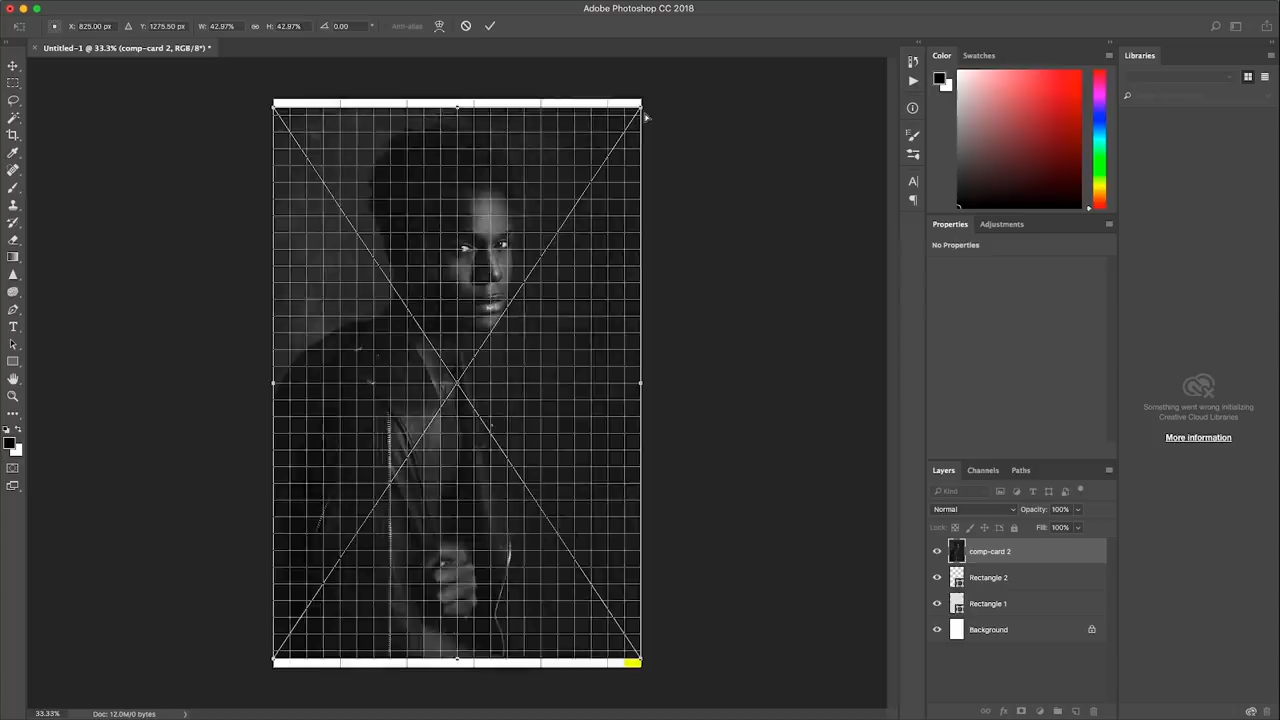 Adobe Photoshop CC 2018
X: 825.00 px Y: 1275.50 px W: 42.97% H: 42.97% 0.00 Anti-alias
Untitled-1 @ 33.3% (comp-card 2, RGB/8*) *
Color Swatches
Libraries
Properties Adjustments
No Properties
Something went wrong initializing
Creative Cloud Libraries
More information
Layers Channels Paths
Kind
Normal Opacity: 100%
Lock: Fill: 100%
comp-card 2
Rectangle 2
Rectangle 1
Background
33.33% Doc: 12.0M/0 bytes